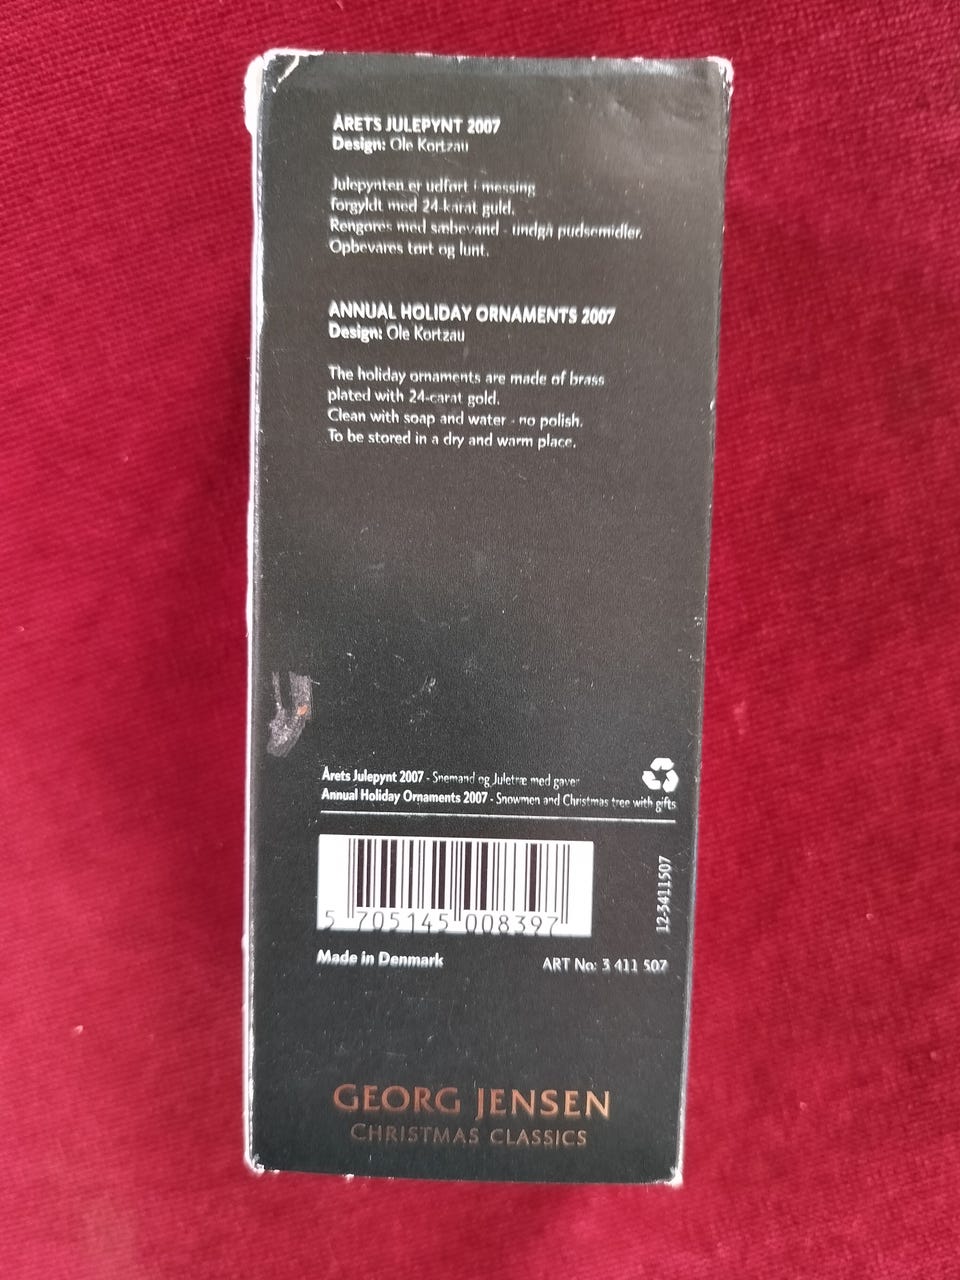 ÅRETS JULEPYNT 2007
Design: Ole Kortzau
Julepynten er udført i messing
forgyldt med 24-karat guld.
Rengøres med sæbevand - undgå pudsemidler.
Opbevares tørt og lunt.
ANNUAL HOLIDAY ORNAMENTS 2007
Design: Ole Kortzau
The holiday ornaments are made of brass
plated with 24-carat gold.
Clean with soap and water - no polish.
To be stored in a dry and warm place.
Årets Julepynt 2007 - Snemand og Juletræ med gaver
Annual Holiday Ornaments 2007 - Snowmen and Christmas tree with gifts
5 705145 008397
12-3411507
Made in Denmark
ART No: 3 411 507
GEORG JENSEN
CHRISTMAS CLASSICS